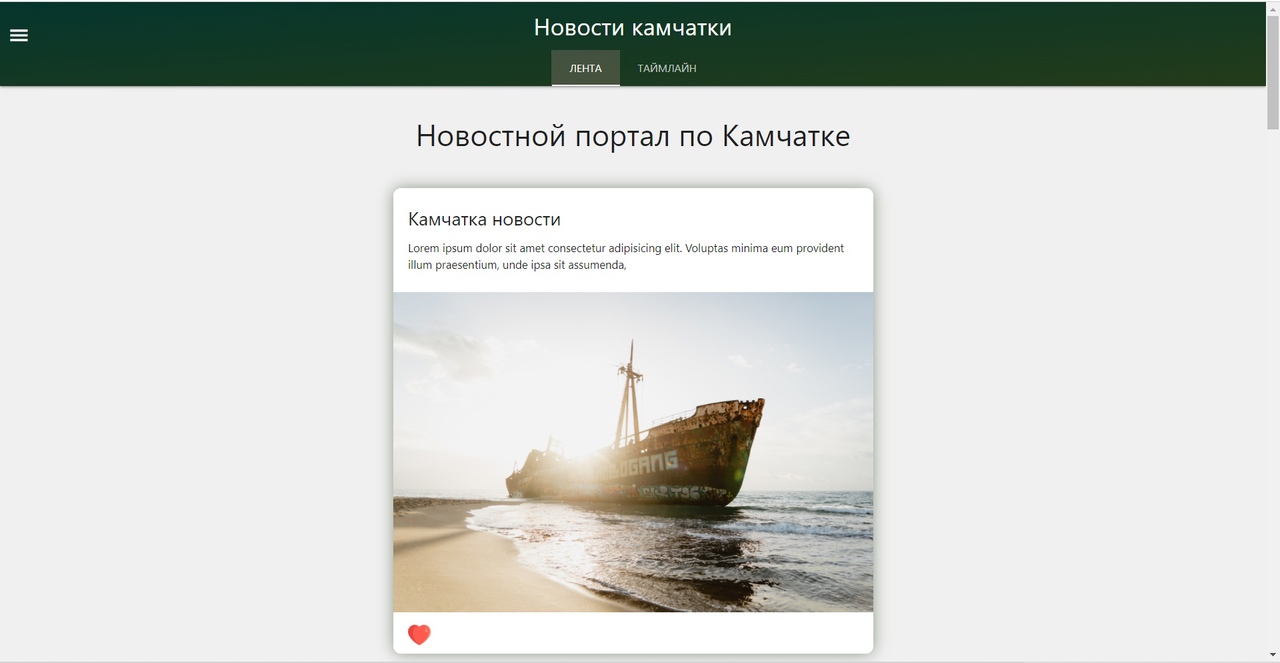 Новости камчатки
ЛЕНТА
ТАЙМЛАЙН
Новостной портал по Камчатке
Камчатка новости
Lorem ipsum dolor sit amet consectetur adipisicing elit. Voluptas minima eum provident
illum praesentium, unde ipsa sit assumenda,